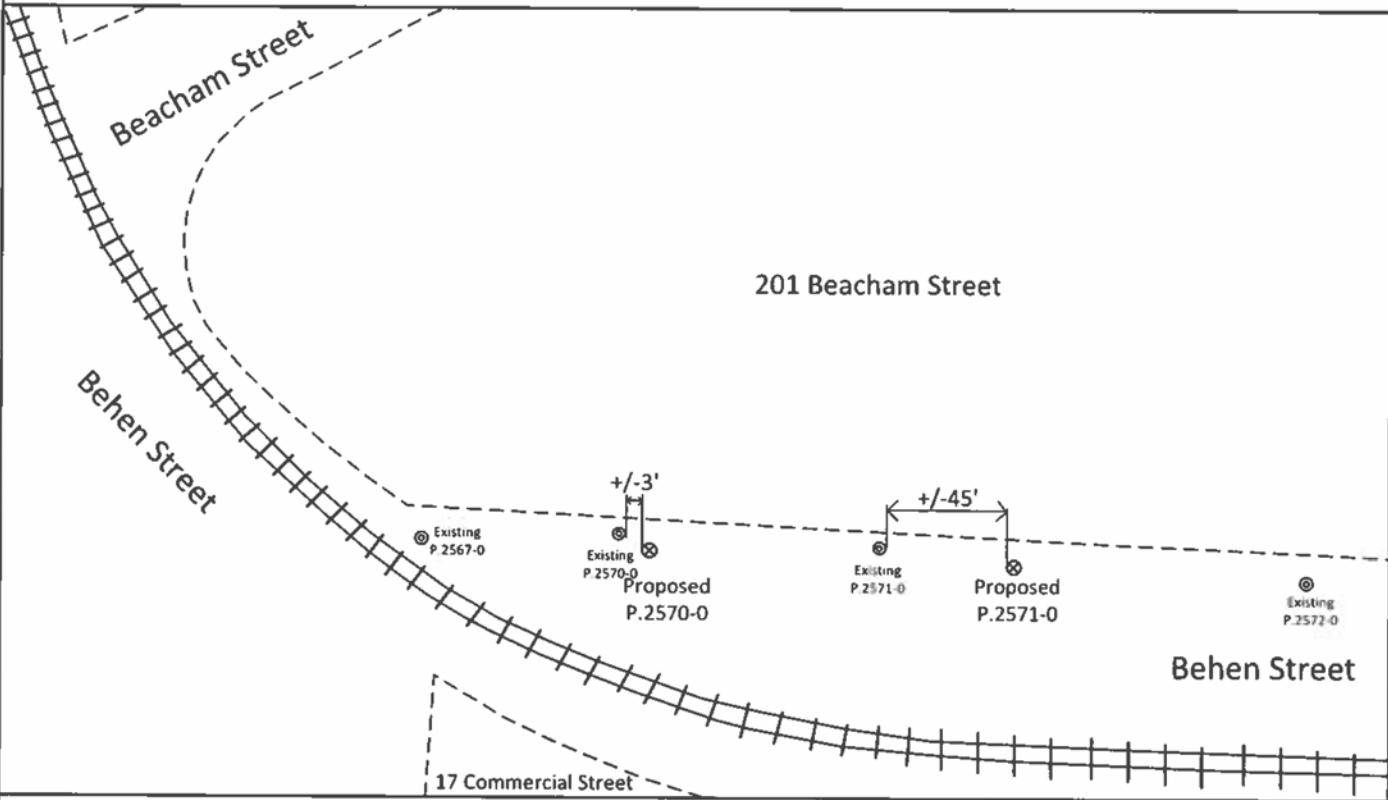 Beacham Street
201 Beacham Street
Behen Street
+/-3'
+/-45'
Existing
P.2567-0
Existing
P.2570-0
Proposed
P.2570-0
Existing
P.2571-0
Proposed
P.2571-0
Existing
P.2572-0
Behen Street
17 Commercial Street